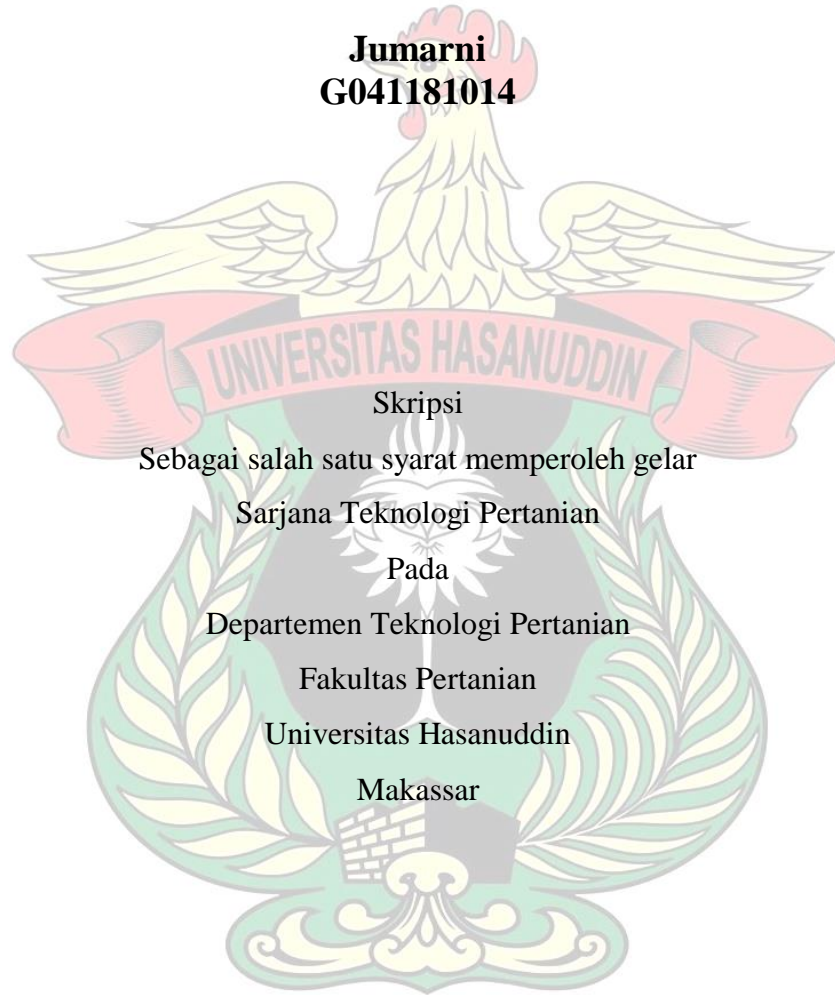 Jumarni
G041181014
UNIVERSITAS HASANUDDIN
Skripsi
Sebagai salah satu syarat memperoleh gelar
Sarjana Teknologi Pertanian
Pada
Departemen Teknologi Pertanian
Fakultas Pertanian
Universitas Hasanuddin
Makassar